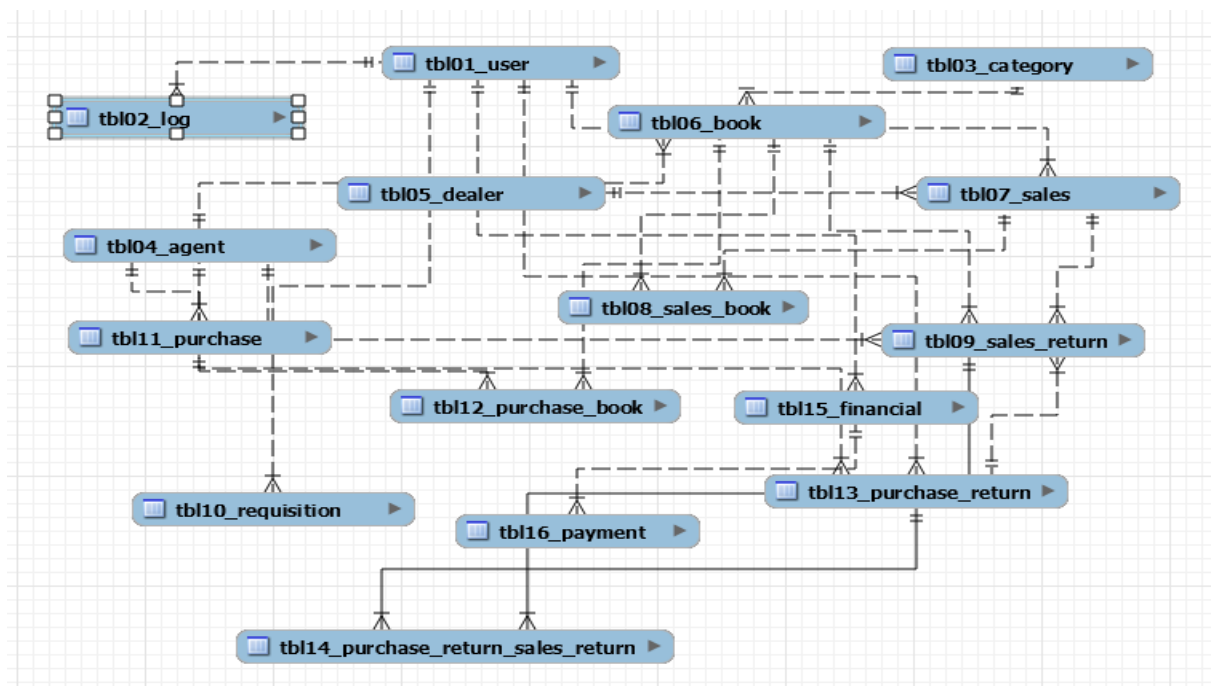 tbl01_user
tbl03_category
tbl02_log
tbl06_book
tbl05_dealer
tbl07_sales
tbl04_agent
tbl08_sales_book
tbl11_purchase
tbl09_sales_return
tbl12_purchase_book
tbl15_financial
tbl13_purchase_return
tbl10_requisition
tbl16_payment
tbl14_purchase_return_sales_return